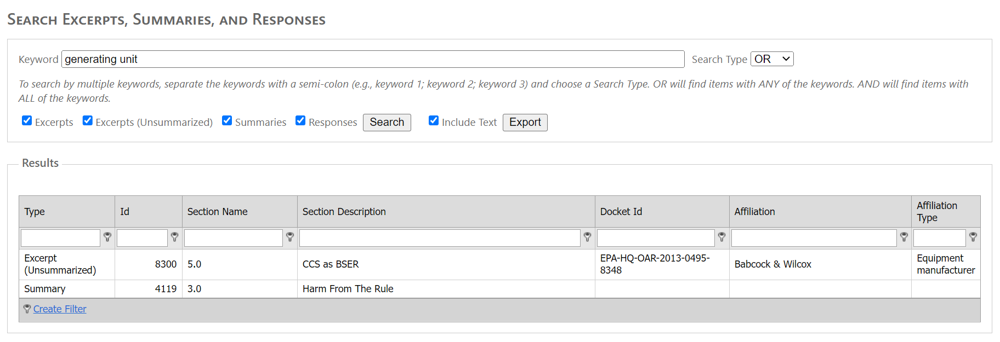 Search Excerpts, Summaries, and Responses
Keyword generating unit Search Type OR
To search by multiple keywords, separate the keywords with a semi-colon (e.g., keyword 1; keyword 2; keyword 3) and choose a Search Type. OR will find items with ANY of the keywords. AND will find items with
ALL of the keywords.
Excerpts Excerpts (Unsummarized) Summaries Responses Search Include Text Export
Results
Type Id Section Name Section Description Docket Id Affiliation Affiliation
Type
Excerpt
(Unsummarized) 8300 5.0 CCS as BSER EPA-HQ-OAR-2013-0495-
8348 Babcock & Wilcox Equipment
manufacturer
Summary 4119 3.0 Harm From The Rule
Create Filter